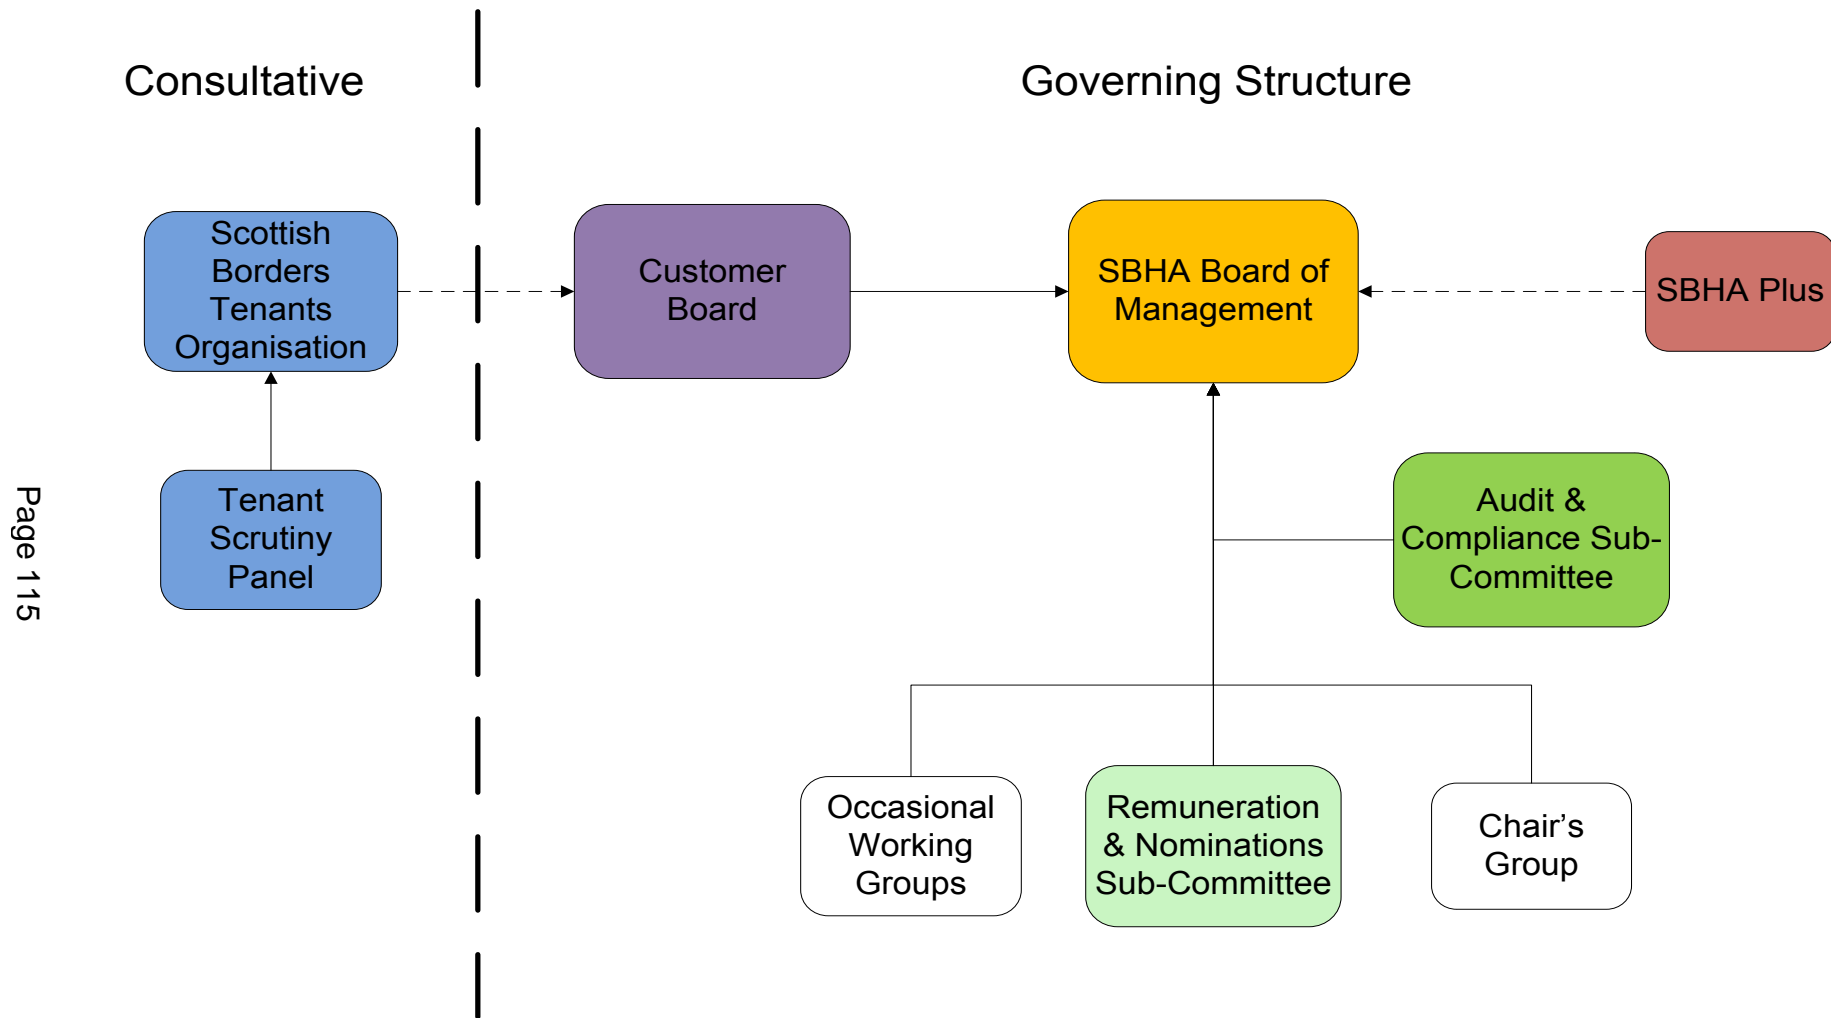 Consultative
Governing Structure
Scottish
Borders
Tenants
Organisation
Customer
Board
SBHA Board of
Management
SBHA Plus
Tenant
Scrutiny
Panel
Audit &
Compliance Sub-
Committee
Occasional
Working
Groups
Remuneration
& Nominations
Sub-Committee
Chair's
Group
Page 115